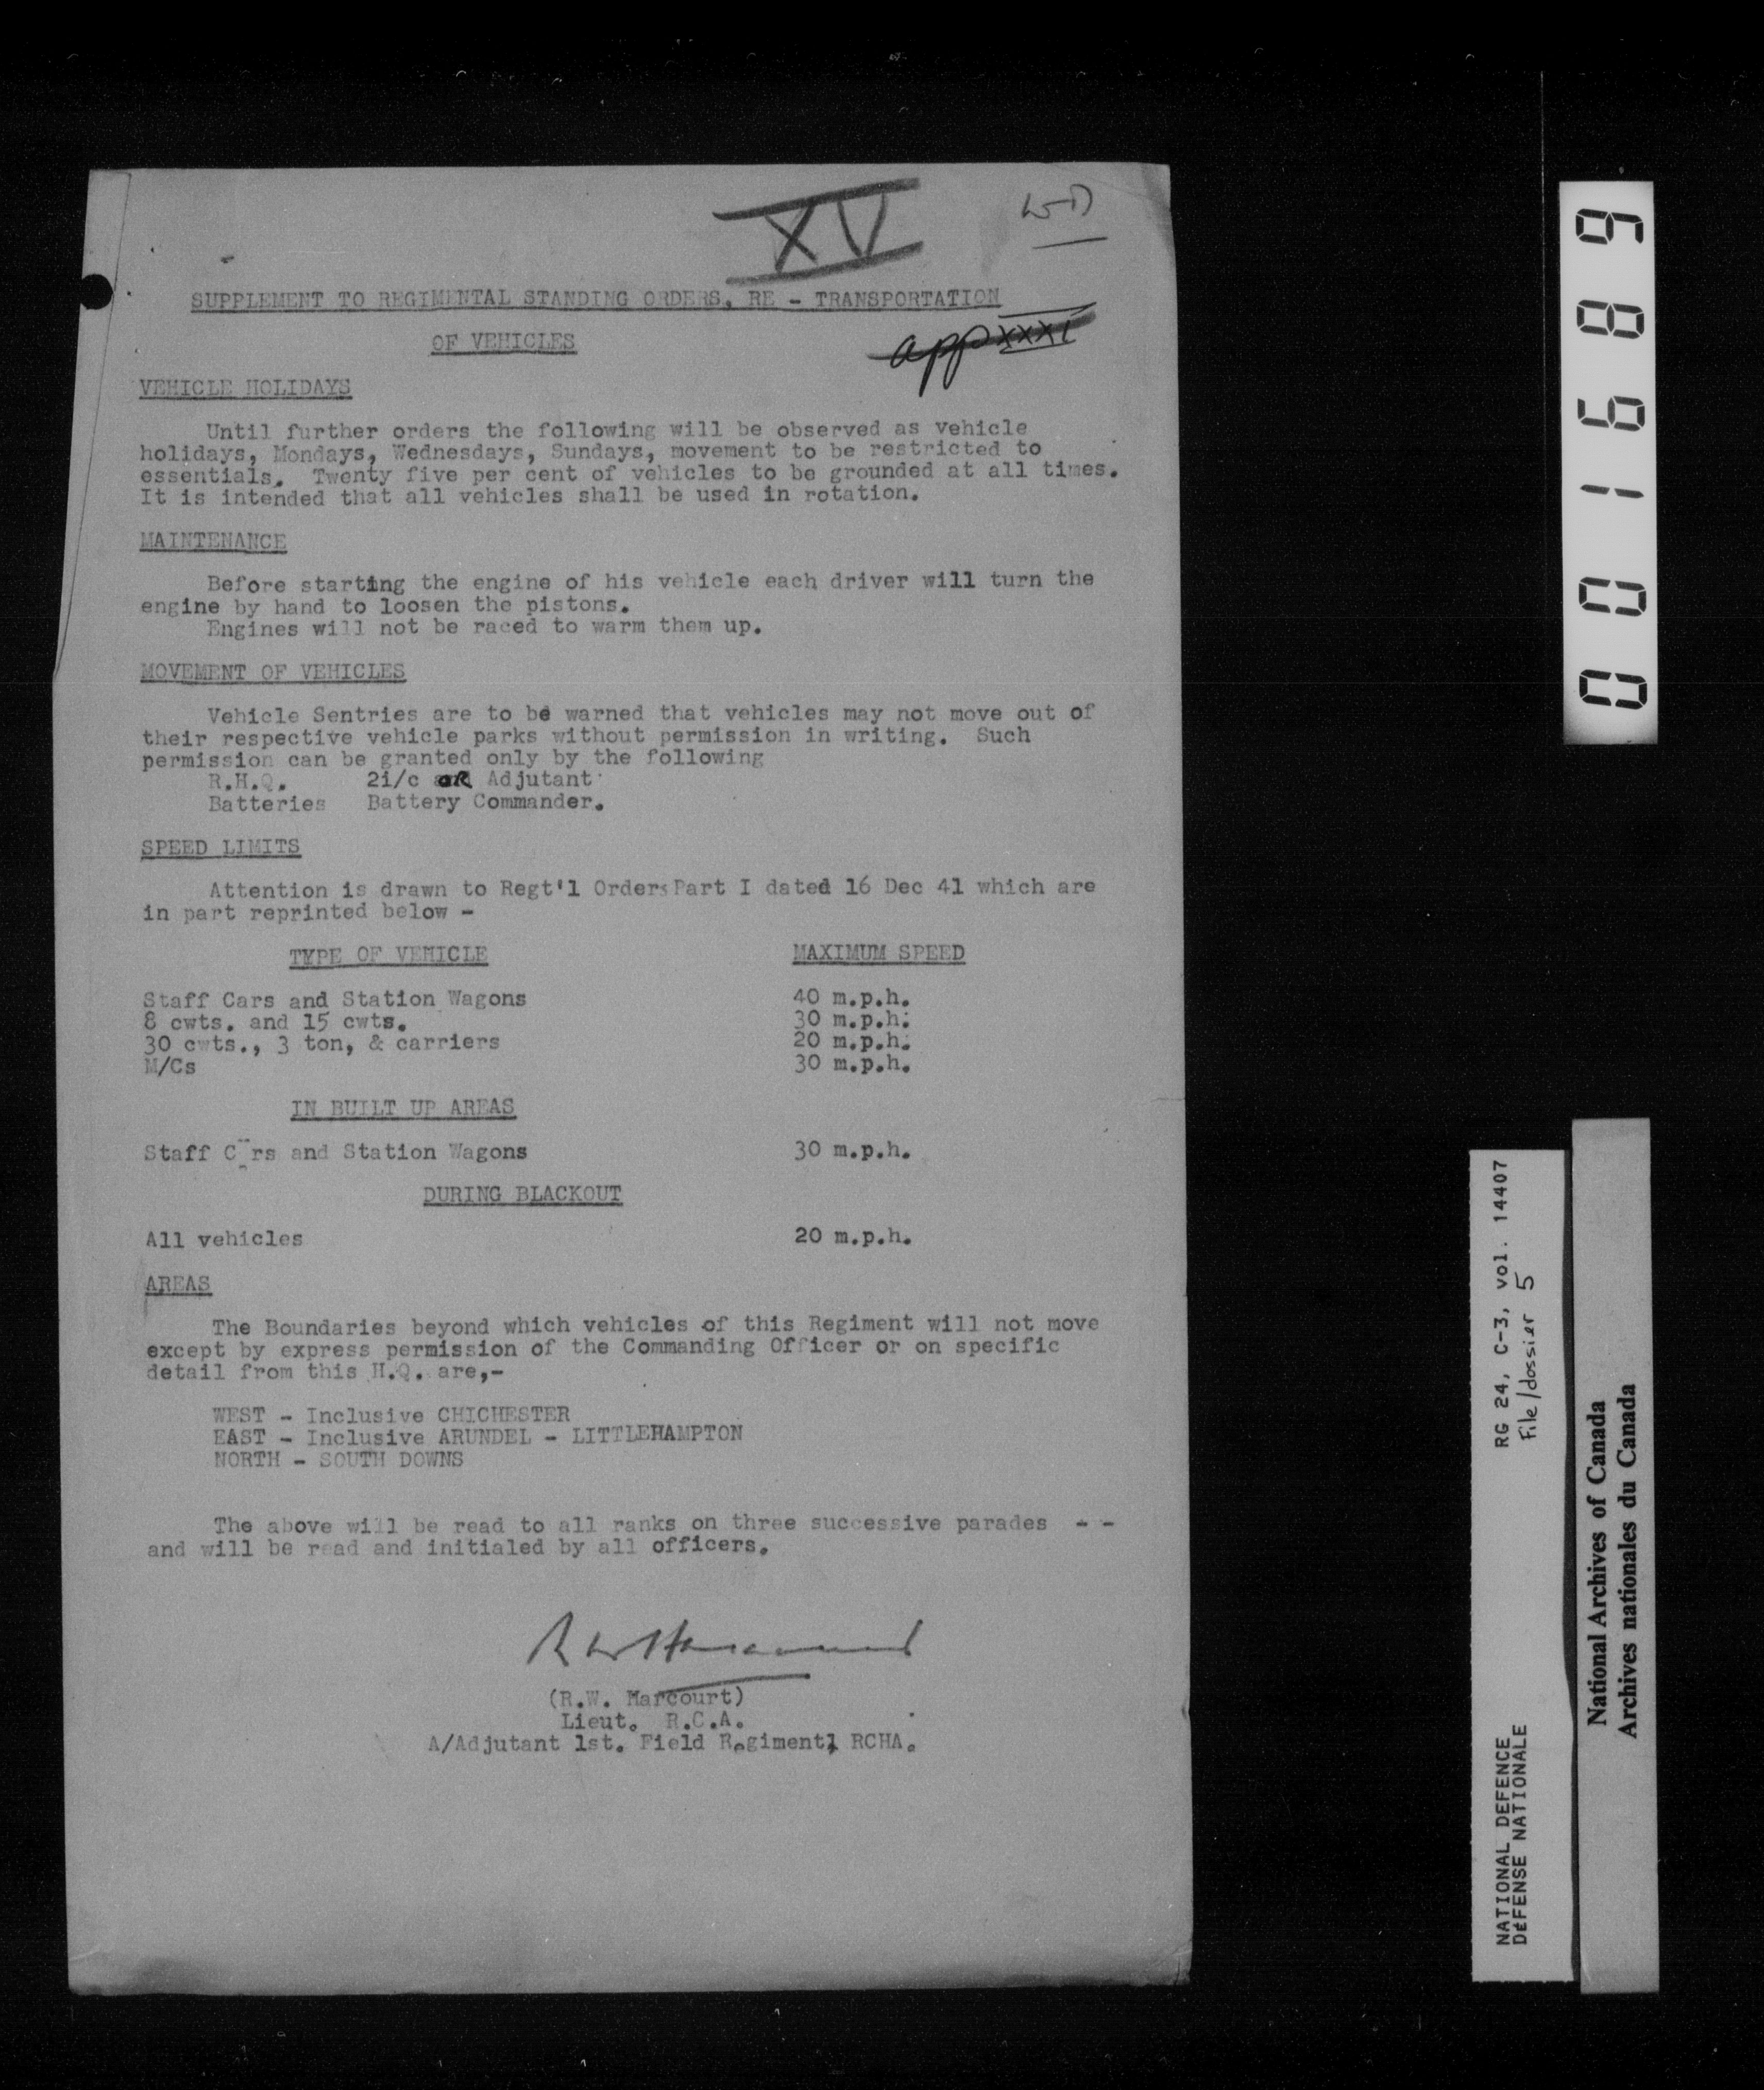 XV
WD
SUPPLEMENT TO REGIMENTAL STANDING ORDERS, RE - TRANSPORTATION
OF VEHICLES
app xxxi
VEHICLE HOLIDAYS
Until further orders the following will be observed as vehicle
holidays, Mondays, Wednesdays, Sundays, movement to be restricted to
essentials. Twenty five per cent of vehicles to be grounded at all times.
It is intended that all vehicles shall be used in rotation.
MAINTENANCE
Before starting the engine of his vehicle each driver will turn the
engine by hand to loosen the pistons.
Engines will not be raced to warm them up.
MOVEMENT OF VEHICLES
Vehicle Sentries are to be warned that vehicles may not move out of
their respective vehicle parks without permission in writing. Such
permission can be granted only by the following
R.H.Q. 2i/c OR Adjutant
Batteries Battery Commander.
SPEED LIMITS
Attention is drawn to Regt'l Orders Part I dated 16 Dec 41 which are
in part reprinted below -
TYPE OF VEHICLE MAXIMUM SPEED
Staff Cars and Station Wagons 40 m.p.h.
8 cwts. and 15 cwts. 30 m.p.h.
30 cwts., 3 ton, & carriers 20 m.p.h.
M/Cs 30 m.p.h.
IN BUILT UP AREAS
Staff C rs and Station Wagons 30 m.p.h.
DURING BLACKOUT
All vehicles 20 m.p.h.
AREAS
The Boundaries beyond which vehicles of this Regiment will not move
except by express permission of the Commanding Officer or on specific
detail from this H.Q. are,-
WEST - Inclusive CHICHESTER
EAST - Inclusive ARUNDEL - LITTLEHAMPTON
NORTH - SOUTH DOWNS
The above will be read to all ranks on three successive parades - -
and will be read and initialed by all officers.
R W Harcourt
(R.W. Harcourt)
Lieut. R.C.A.
A/Adjutant 1st. Field Regiment, RCHA.
001689
RG 24, C-3, vol. 14407
File/dossier 5
NATIONAL DEFENCE
DÉFENSE NATIONALE
National Archives of Canada
Archives nationales du Canada